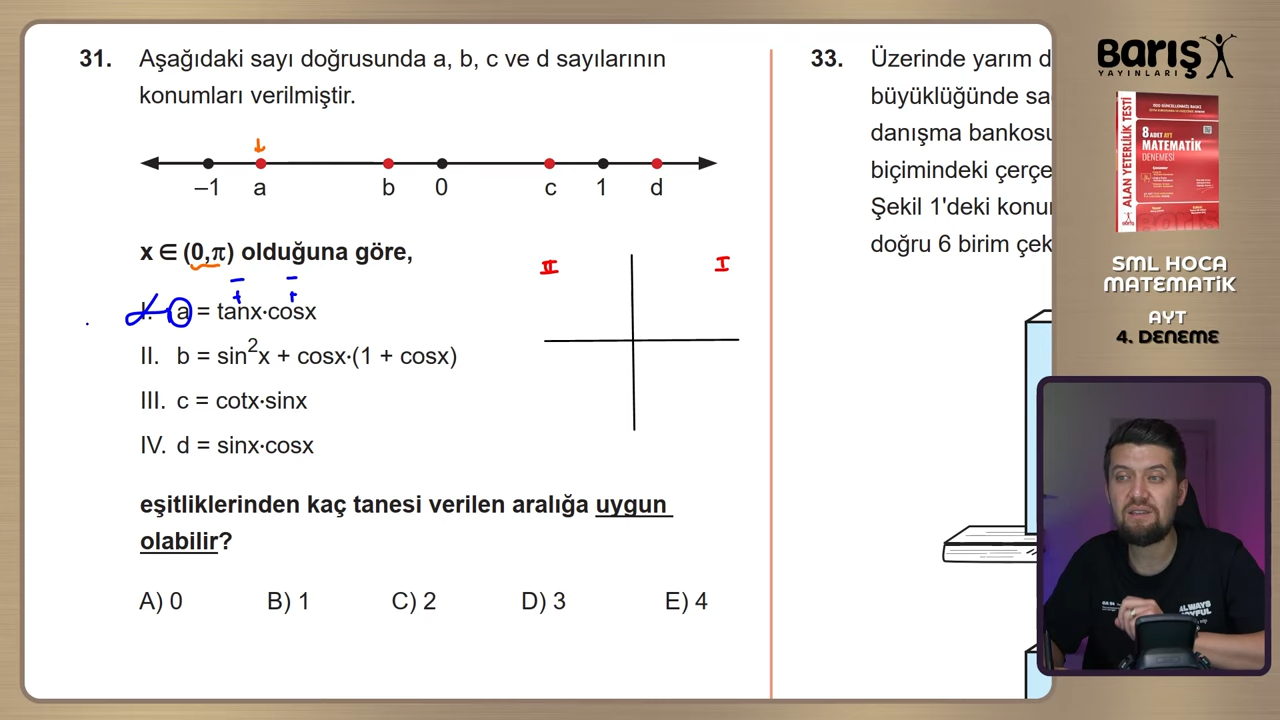 31. Aşağıdaki sayı doğrusunda a, b, c ve d sayılarının
konumları verilmiştir.
–1 a b 0 c 1 d
x ∈ (0,π) olduğuna göre,
I. a = tanx·cosx
II. b = sin²x + cosx·(1 + cosx)
III. c = cotx·sinx
IV. d = sinx·cosx
eşitliklerinden kaç tanesi verilen aralığa uygun
olabilir?
A) 0 B) 1 C) 2 D) 3 E) 4
– –
+ +
II I
33. Üzerinde yarım d
büyüklüğünde sa
danışma bankosu
biçimindeki çerçe
Şekil 1'deki konu
doğru 6 birim çek
BARIŞ
YAYINLARI
ALAN YETERLİLİK TESTİ
8 ADET AYT
MATEMATİK
DENEMESİ
SML HOCA
MATEMATİK
AYT
4. DENEME